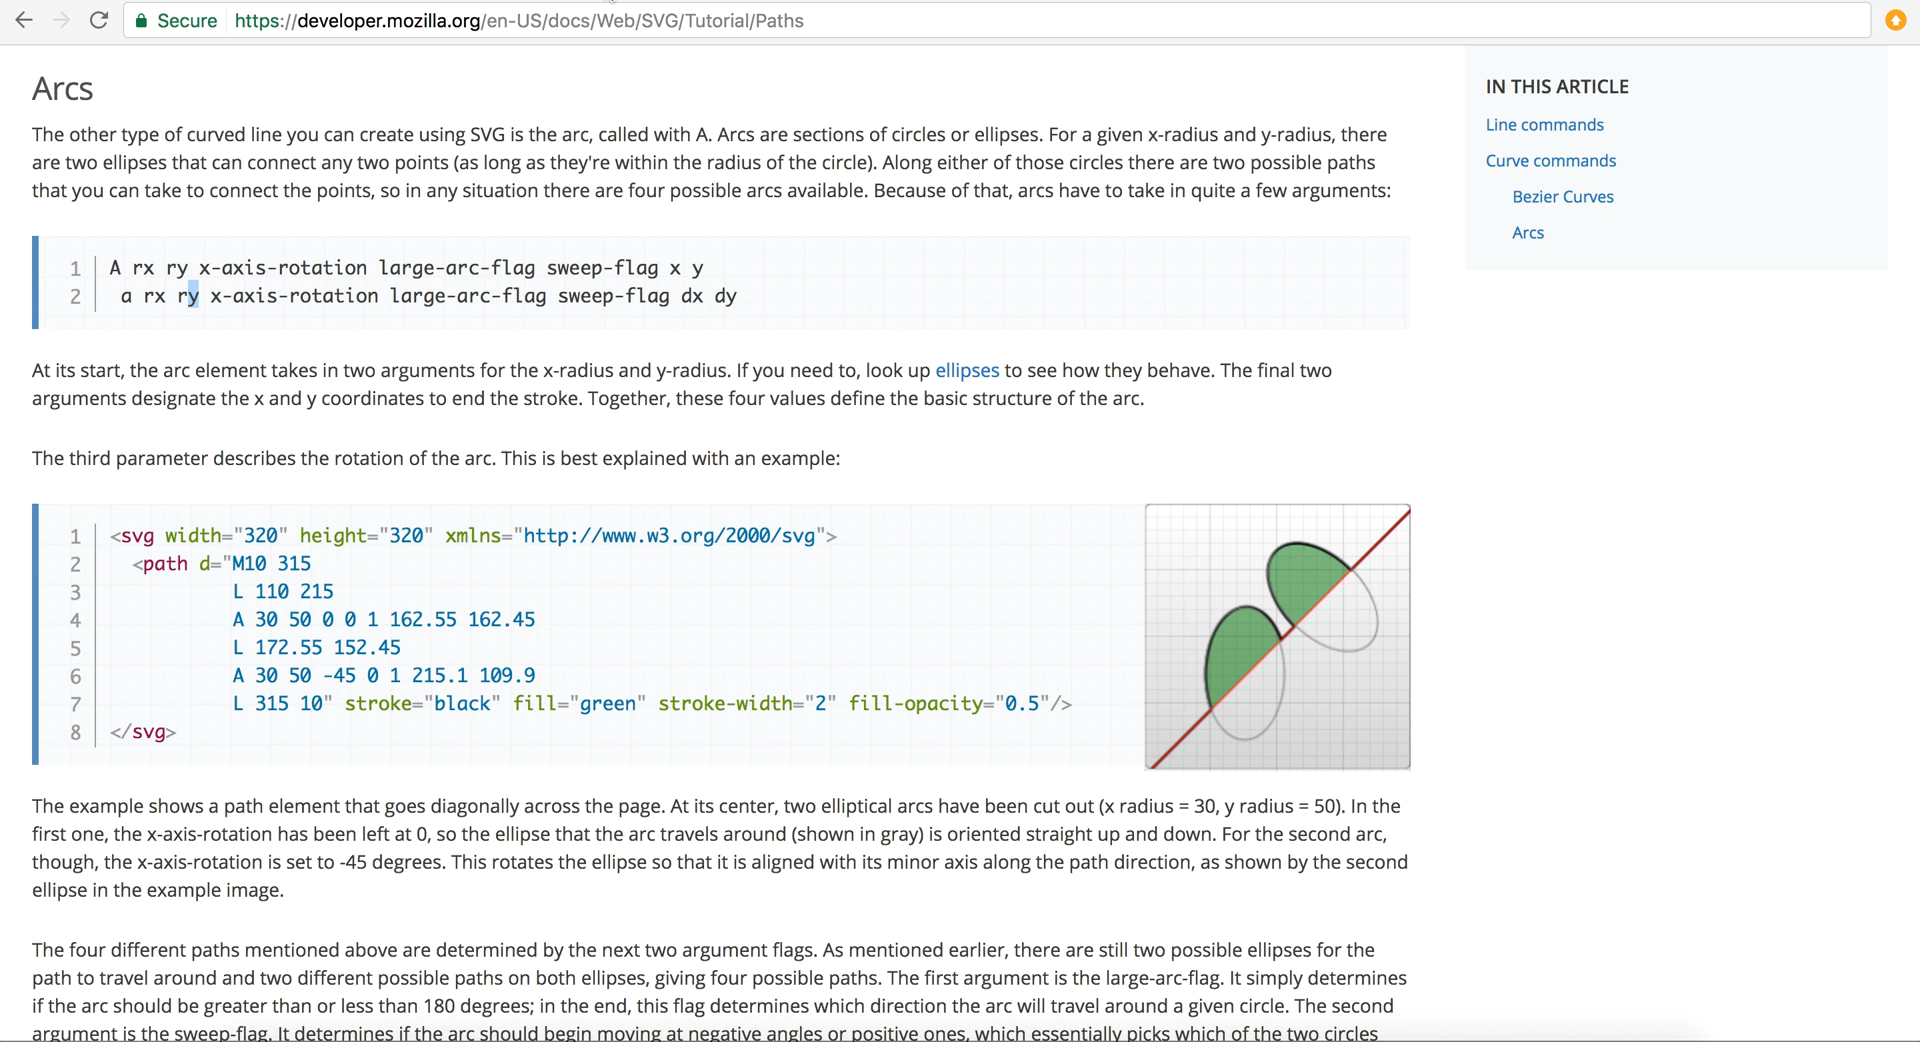 Secure https://developer.mozilla.org/en-US/docs/Web/SVG/Tutorial/Paths
Arcs
The other type of curved line you can create using SVG is the arc, called with A. Arcs are sections of circles or ellipses. For a given x-radius and y-radius, there
are two ellipses that can connect any two points (as long as they're within the radius of the circle). Along either of those circles there are two possible paths
that you can take to connect the points, so in any situation there are four possible arcs available. Because of that, arcs have to take in quite a few arguments:
1 A rx ry x-axis-rotation large-arc-flag sweep-flag x y
2 a rx ry x-axis-rotation large-arc-flag sweep-flag dx dy
At its start, the arc element takes in two arguments for the x-radius and y-radius. If you need to, look up ellipses to see how they behave. The final two
arguments designate the x and y coordinates to end the stroke. Together, these four values define the basic structure of the arc.
The third parameter describes the rotation of the arc. This is best explained with an example:
1 <svg width="320" height="320" xmlns="http://www.w3.org/2000/svg">
2 <path d="M10 315
3 L 110 215
4 A 30 50 0 0 1 162.55 162.45
5 L 172.55 152.45
6 A 30 50 -45 0 1 215.1 109.9
7 L 315 10" stroke="black" fill="green" stroke-width="2" fill-opacity="0.5"/>
8 </svg>
The example shows a path element that goes diagonally across the page. At its center, two elliptical arcs have been cut out (x radius = 30, y radius = 50). In the
first one, the x-axis-rotation has been left at 0, so the ellipse that the arc travels around (shown in gray) is oriented straight up and down. For the second arc,
though, the x-axis-rotation is set to -45 degrees. This rotates the ellipse so that it is aligned with its minor axis along the path direction, as shown by the second
ellipse in the example image.
The four different paths mentioned above are determined by the next two argument flags. As mentioned earlier, there are still two possible ellipses for the
path to travel around and two different possible paths on both ellipses, giving four possible paths. The first argument is the large-arc-flag. It simply determines
if the arc should be greater than or less than 180 degrees; in the end, this flag determines which direction the arc will travel around a given circle. The second
argument is the sweep-flag. It determines if the arc should begin moving at negative angles or positive ones, which essentially picks which of the two circles
IN THIS ARTICLE
Line commands
Curve commands
Bezier Curves
Arcs